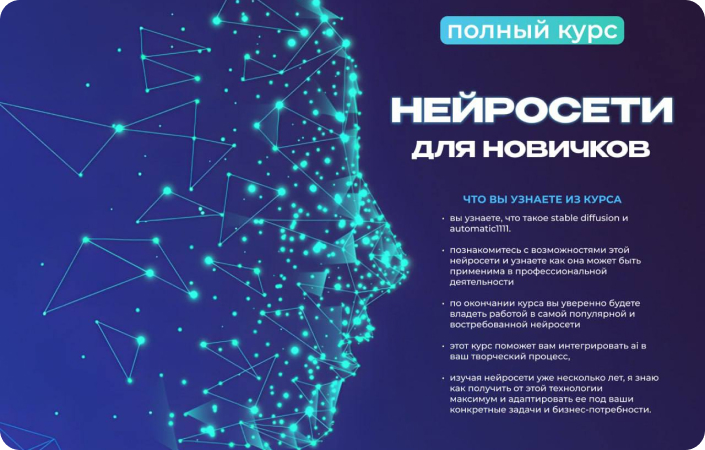 полный курс
НЕЙРОСЕТИ
ДЛЯ НОВИЧКОВ
ЧТО ВЫ УЗНАЕТЕ ИЗ КУРСА
• вы узнаете, что такое stable diffusion и
automatic1111.
• познакомитесь с возможностями этой
нейросети и узнаете как она может быть
применима в профессиональной
деятельности
• по окончании курса вы уверенно будете
владеть работой в самой популярной и
востребованной нейросети
• этот курс поможет вам интегрировать ai в
ваш творческий процесс,
• изучая нейросети уже несколько лет, я знаю
как получить от этой технологии
максимум и адаптировать ее под ваши
конкретные задачи и бизнес-потребности.